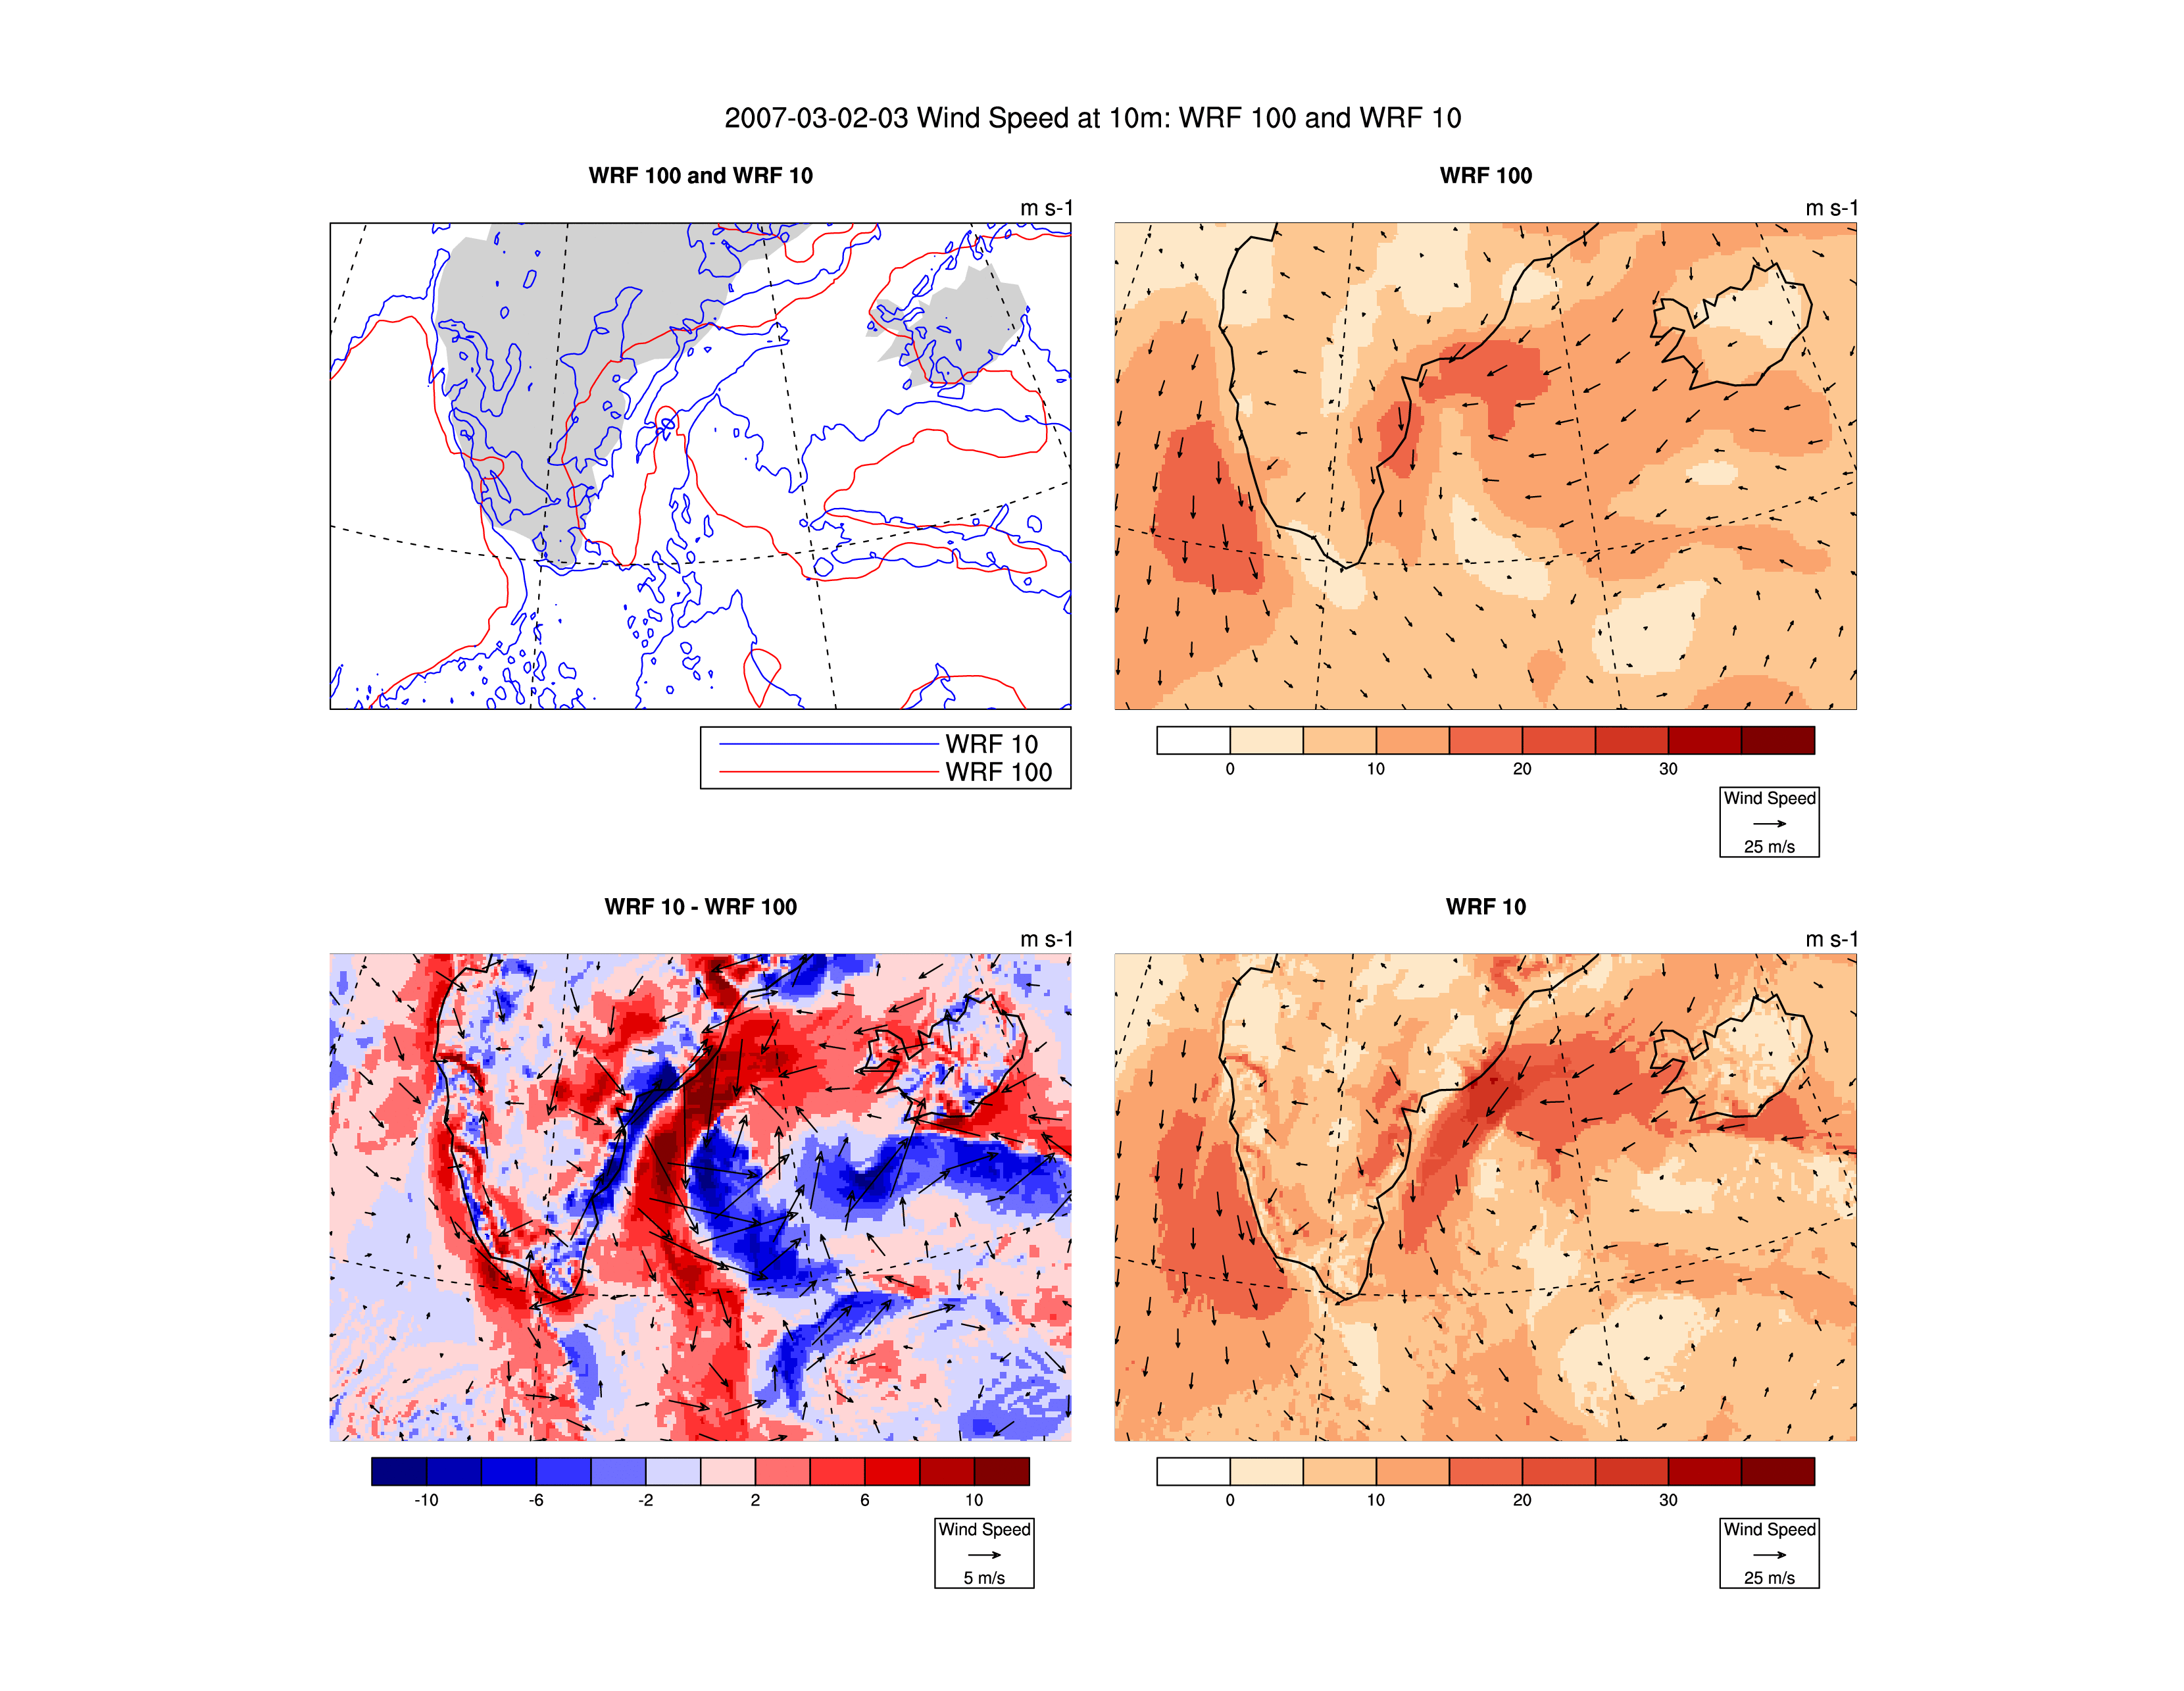 2007-03-02-03 Wind Speed at 10m: WRF 100 and WRF 10
WRF 100 and WRF 10
m s-1
WRF 10
WRF 100
WRF 100
m s-1
0 10 20 30
Wind Speed
25 m/s
WRF 10 - WRF 100
m s-1
-10 -6 -2 2 6 10
Wind Speed
5 m/s
WRF 10
m s-1
0 10 20 30
Wind Speed
25 m/s